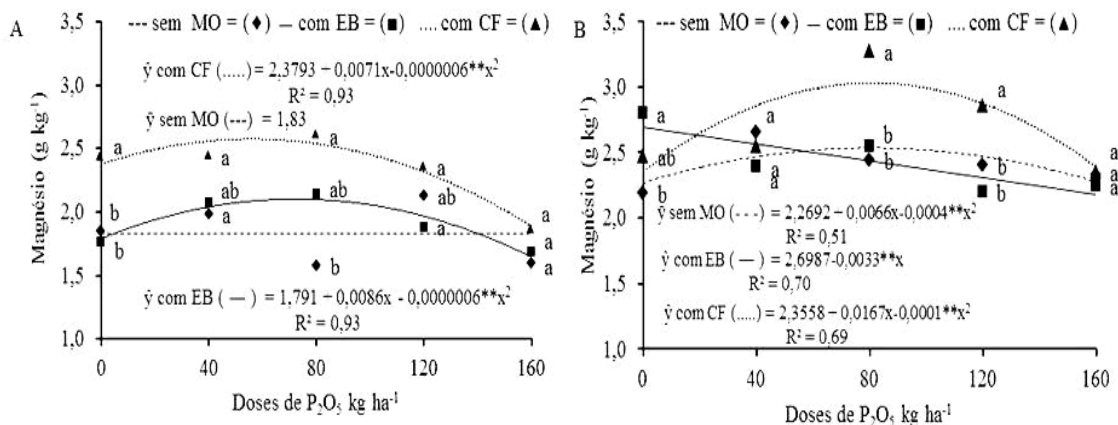 A
--- sem MO = (◆) — com EB = (■) ..... com CF = (▲)
ŷ com CF (.....) = 2,3793 + 0,0071x-0,0000006**x²
R² = 0,93
ŷ sem MO (---) = 1,83
ŷ com EB ( — ) = 1,791 + 0,0086x - 0,0000006**x²
R² = 0,93
Magnésio (g kg⁻¹)
3,5
3,0
2,5
2,0
1,5
1,0
a
b
b
a
ab
a
a
ab
b
a
ab
a
a
a
a
0 40 80 120 160
Doses de P₂O₅ kg ha⁻¹
B
--- sem MO = (◆) — com EB = (■) ..... com CF = (▲)
Magnésio (g kg⁻¹)
3,5
3,0
2,5
2,0
1,5
1,0
a
ab
b
a
a
a
a
b
b
a
b
b
a
a
a
ŷ sem MO (---) = 2,2692 + 0,0066x-0,0004**x²
R² = 0,51
ŷ com EB ( — ) = 2,6987-0,0033**x
R² = 0,70
ŷ com CF (.....) = 2,3558 + 0,0167x-0,0001**x²
R² = 0,69
0 40 80 120 160
Doses de P₂O₅ kg ha⁻¹